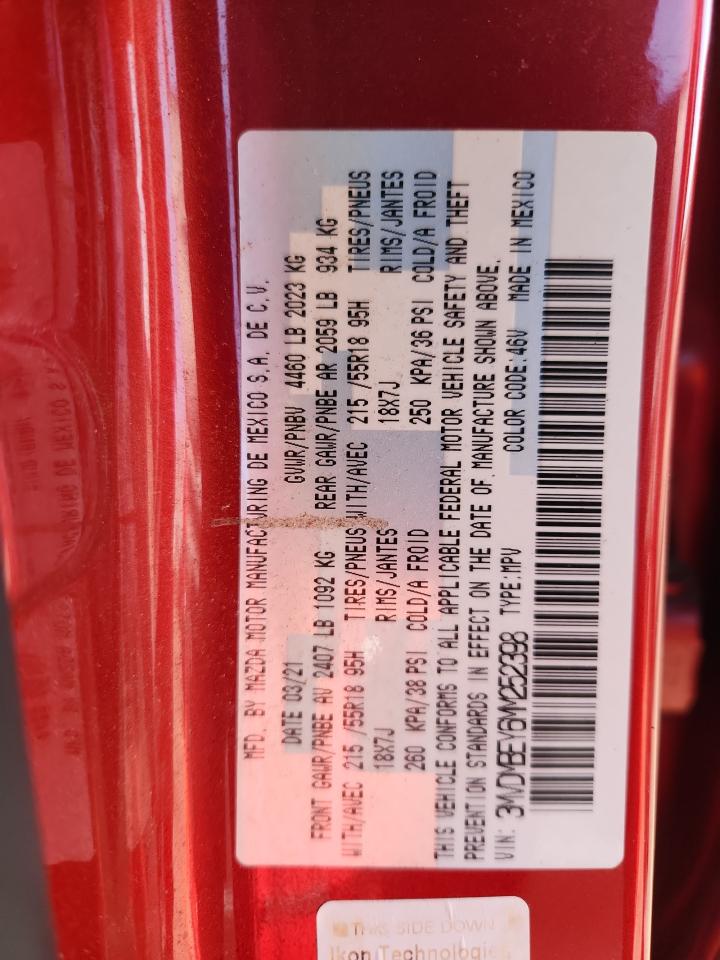 MFD. BY MAZDA MOTOR MANUFACTURING DE MEXICO S.A. DE C.V.
DATE 03/21 GVWR/PNBV 4460 LB 2023 KG
FRONT GAWR/PNBE AV 2407 LB 1092 KG REAR GAWR/PNBE AR 2059 LB 934 KG
WITH/AVEC 215 /55R18 95H TIRES/PNEUS WITH/AVEC 215 /55R18 95H TIRES/PNEUS
18X7J RIMS/JANTES 18X7J RIMS/JANTES
260 KPA/38 PSI COLD/A FROID 250 KPA/36 PSI COLD/A FROID
THIS VEHICLE CONFORMS TO ALL APPLICABLE FEDERAL MOTOR VEHICLE SAFETY AND THEFT
PREVENTION STANDARDS IN EFFECT ON THE DATE OF MANUFACTURE SHOWN ABOVE.
VIN: 3MVDMBEY6MM252398 TYPE:MPV COLOR CODE:46V MADE IN MEXICO
THIS SIDE DOWN
Ikon Technologies